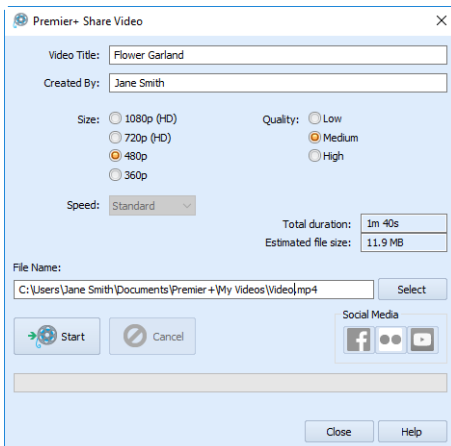 Premier+ Share Video
Video Title: Flower Garland
Created By: Jane Smith
Size: 1080p (HD) Quality: Low
720p (HD) Medium
480p High
360p
Speed: Standard
Total duration: 1m 40s
Estimated file size: 11.9 MB
File Name:
C:\Users\Jane Smith\Documents\Premier+\My Videos\Video.mp4 Select
Social Media
Start Cancel
Close Help